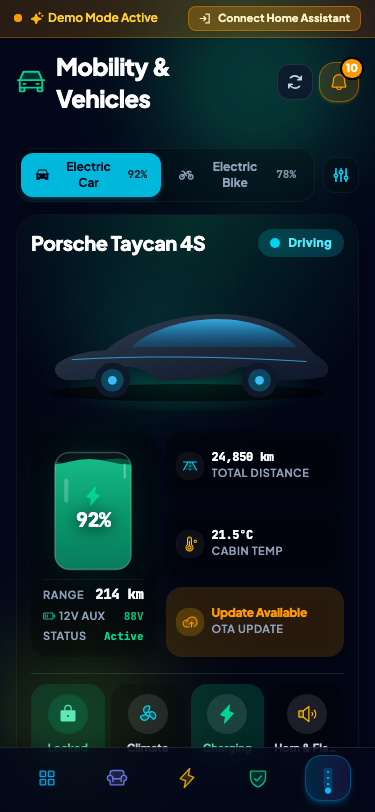 Demo Mode Active
Connect Home Assistant
Mobility &
Vehicles
10
Electric
Car
92%
Electric
Bike
78%
Porsche Taycan 4S
Driving
92%
RANGE 214 km
12V AUX 88V
STATUS Active
24,850 km
TOTAL DISTANCE
21.5°C
CABIN TEMP
Update Available
OTA UPDATE
Locked
Climate
Charging
Horn & Fla...